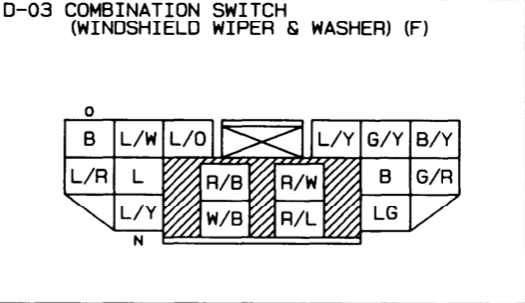 D-03 COMBINATION SWITCH
(WINDSHIELD WIPER & WASHER) (F)
O
B L/W L/O L/Y G/Y B/Y
L/R L R/B R/W B G/R
L/Y W/B R/L LG
N